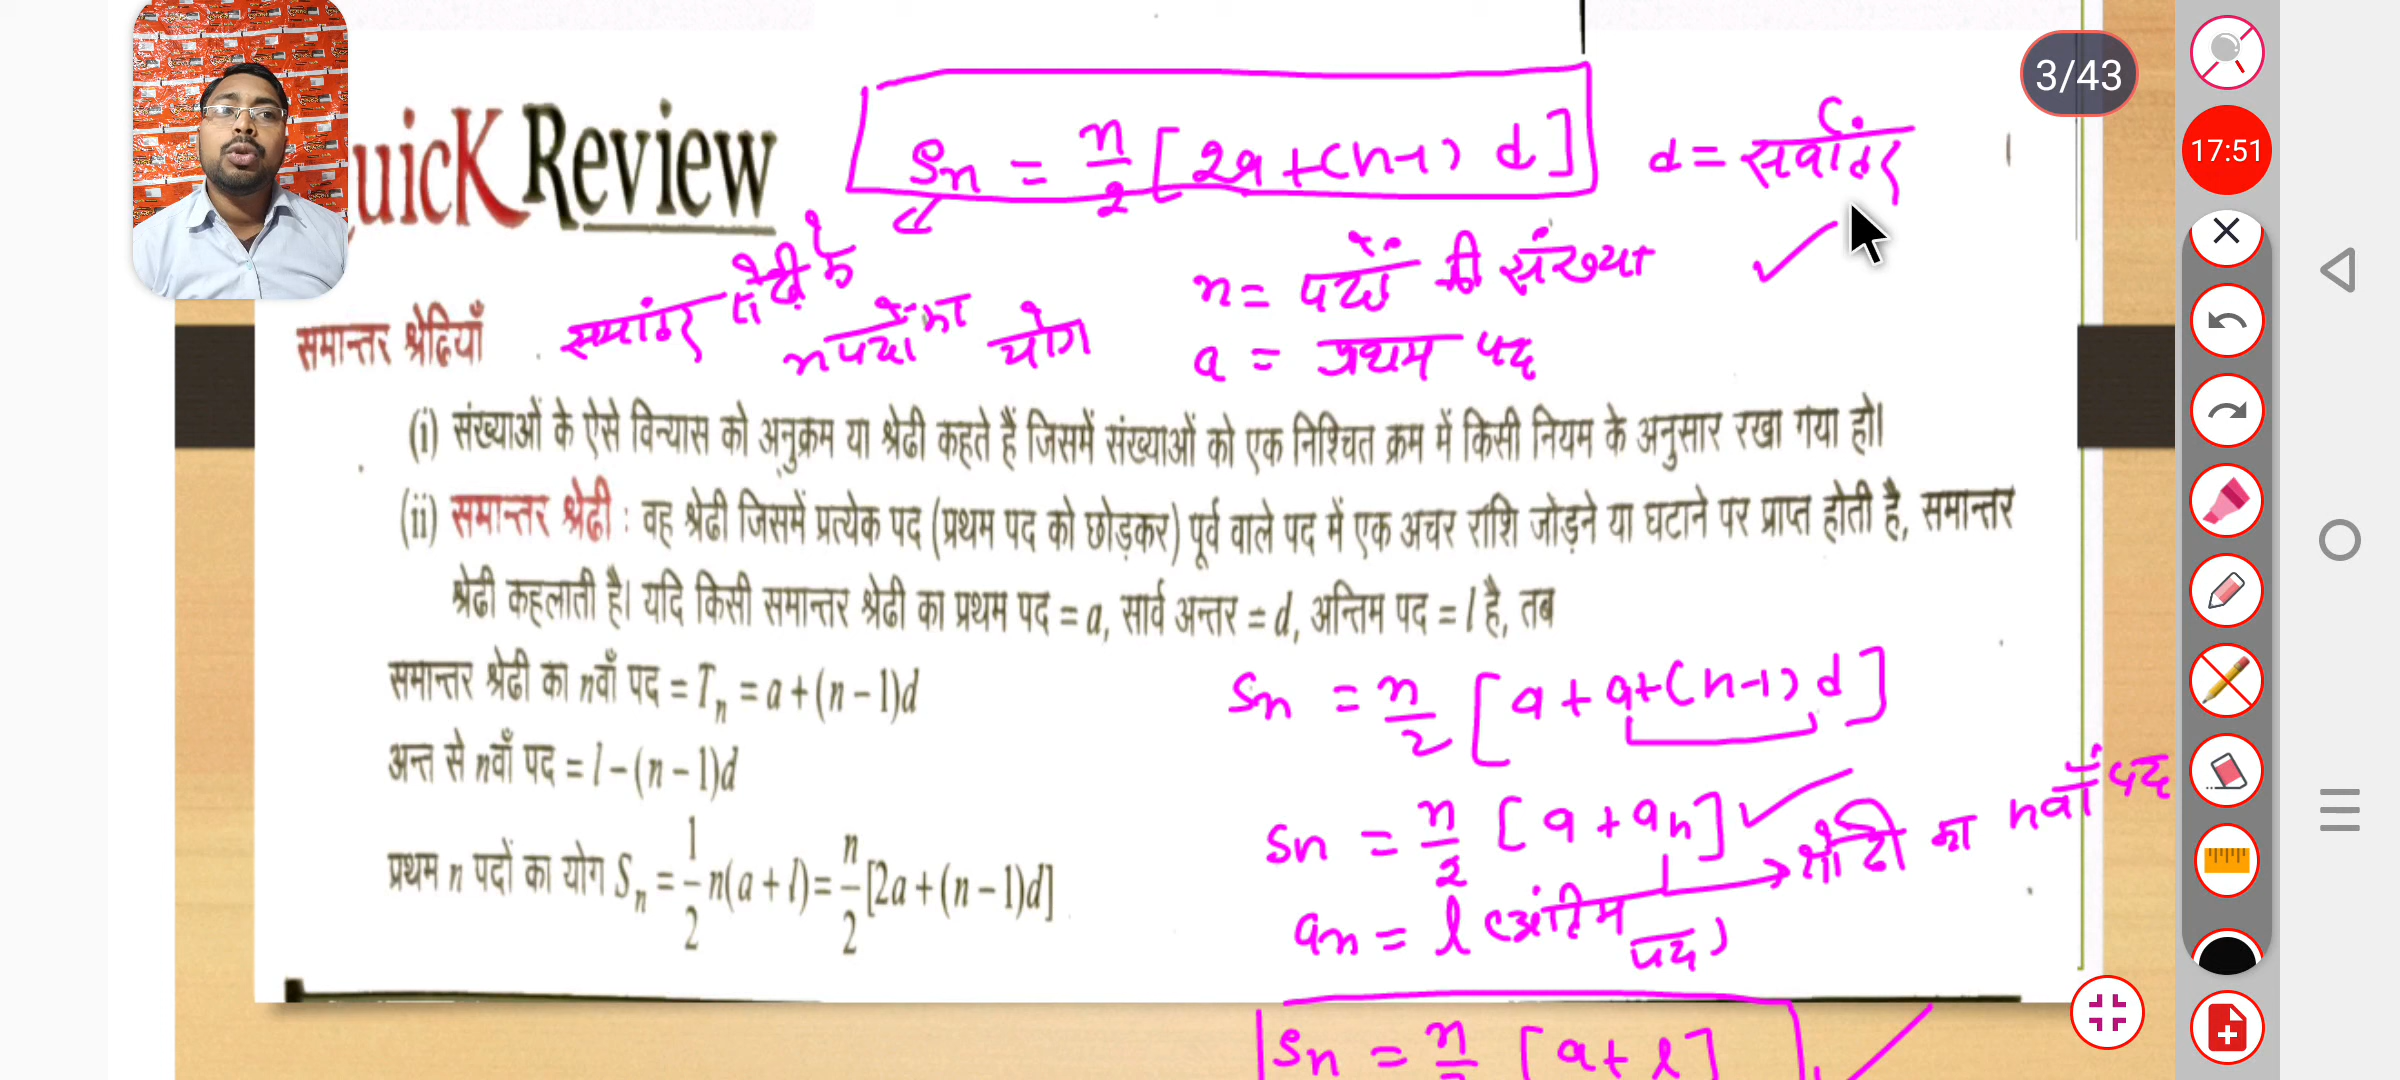 3/43
17:51
uicK Review
Sn = n/2 [2a+(n-1) d]
d = सर्वांतर
समांतर श्रेढ़ी के
n पदों का योग
n = पदों की संख्या
a = प्रथम पद
समान्तर श्रेढियाँ
(i) संख्याओं के ऐसे विन्यास को अनुक्रम या श्रेढी कहते हैं जिसमें संख्याओं को एक निश्चित क्रम में किसी नियम के अनुसार रखा गया हो।
(ii) समान्तर श्रेढी : वह श्रेढी जिसमें प्रत्येक पद (प्रथम पद को छोड़कर) पूर्व वाले पद में एक अचर राशि जोड़ने या घटाने पर प्राप्त होती है, समान्तर
श्रेढी कहलाती है। यदि किसी समान्तर श्रेढी का प्रथम पद = a, सार्व अन्तर = d, अन्तिम पद = l है, तब
समान्तर श्रेढी का nवाँ पद = Tn = a + (n – 1)d
अन्त से nवाँ पद = l – (n – 1)d
प्रथम n पदों का योग Sn = 1/2 n(a + l) = n/2 [2a + (n – 1)d]
Sn = n/2 [a + a+(n-1) d]
Sn = n/2 [a + an]
का nवां पद
an = l (अंतिम पद)
Sn = n/2 [a + l]